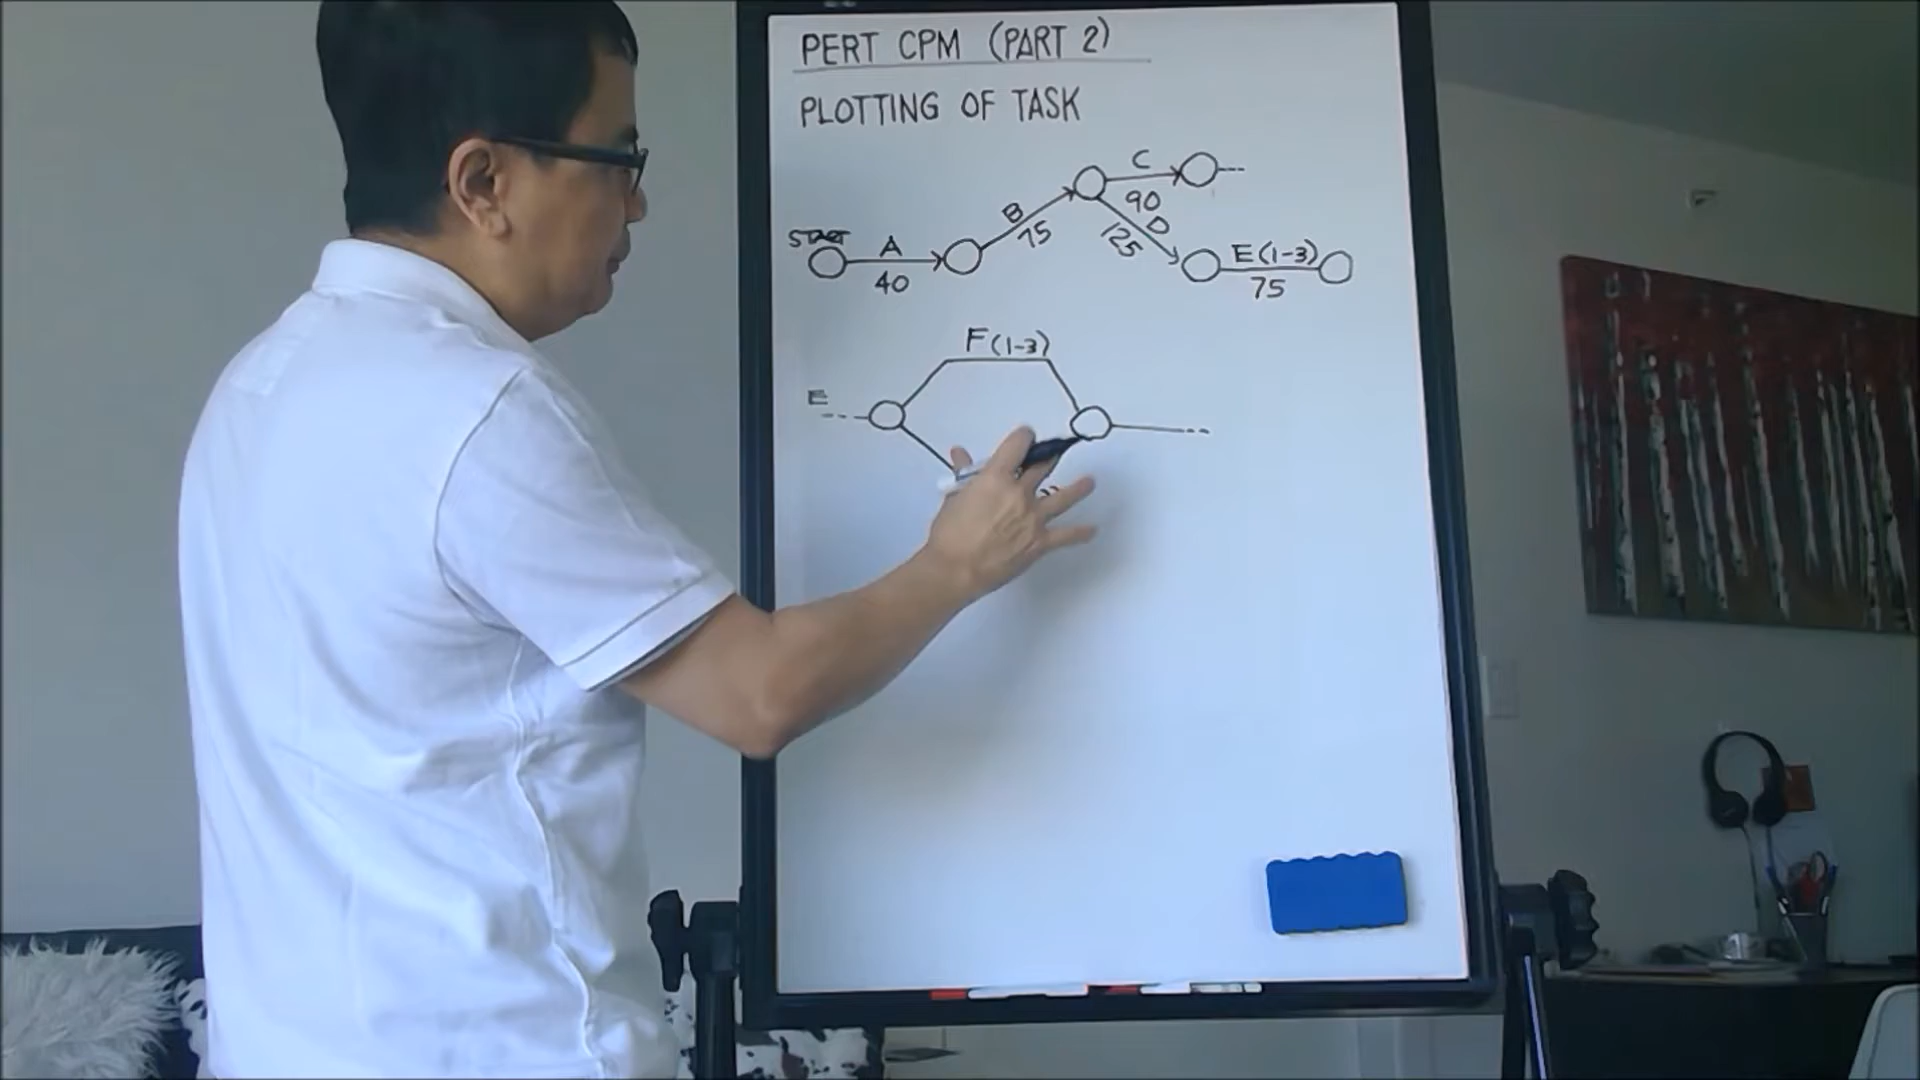 PERT CPM (PART 2)
PLOTTING OF TASK
START
A
40
B
75
C
90
D
125
E(1-3)
75
F(1-3)
E